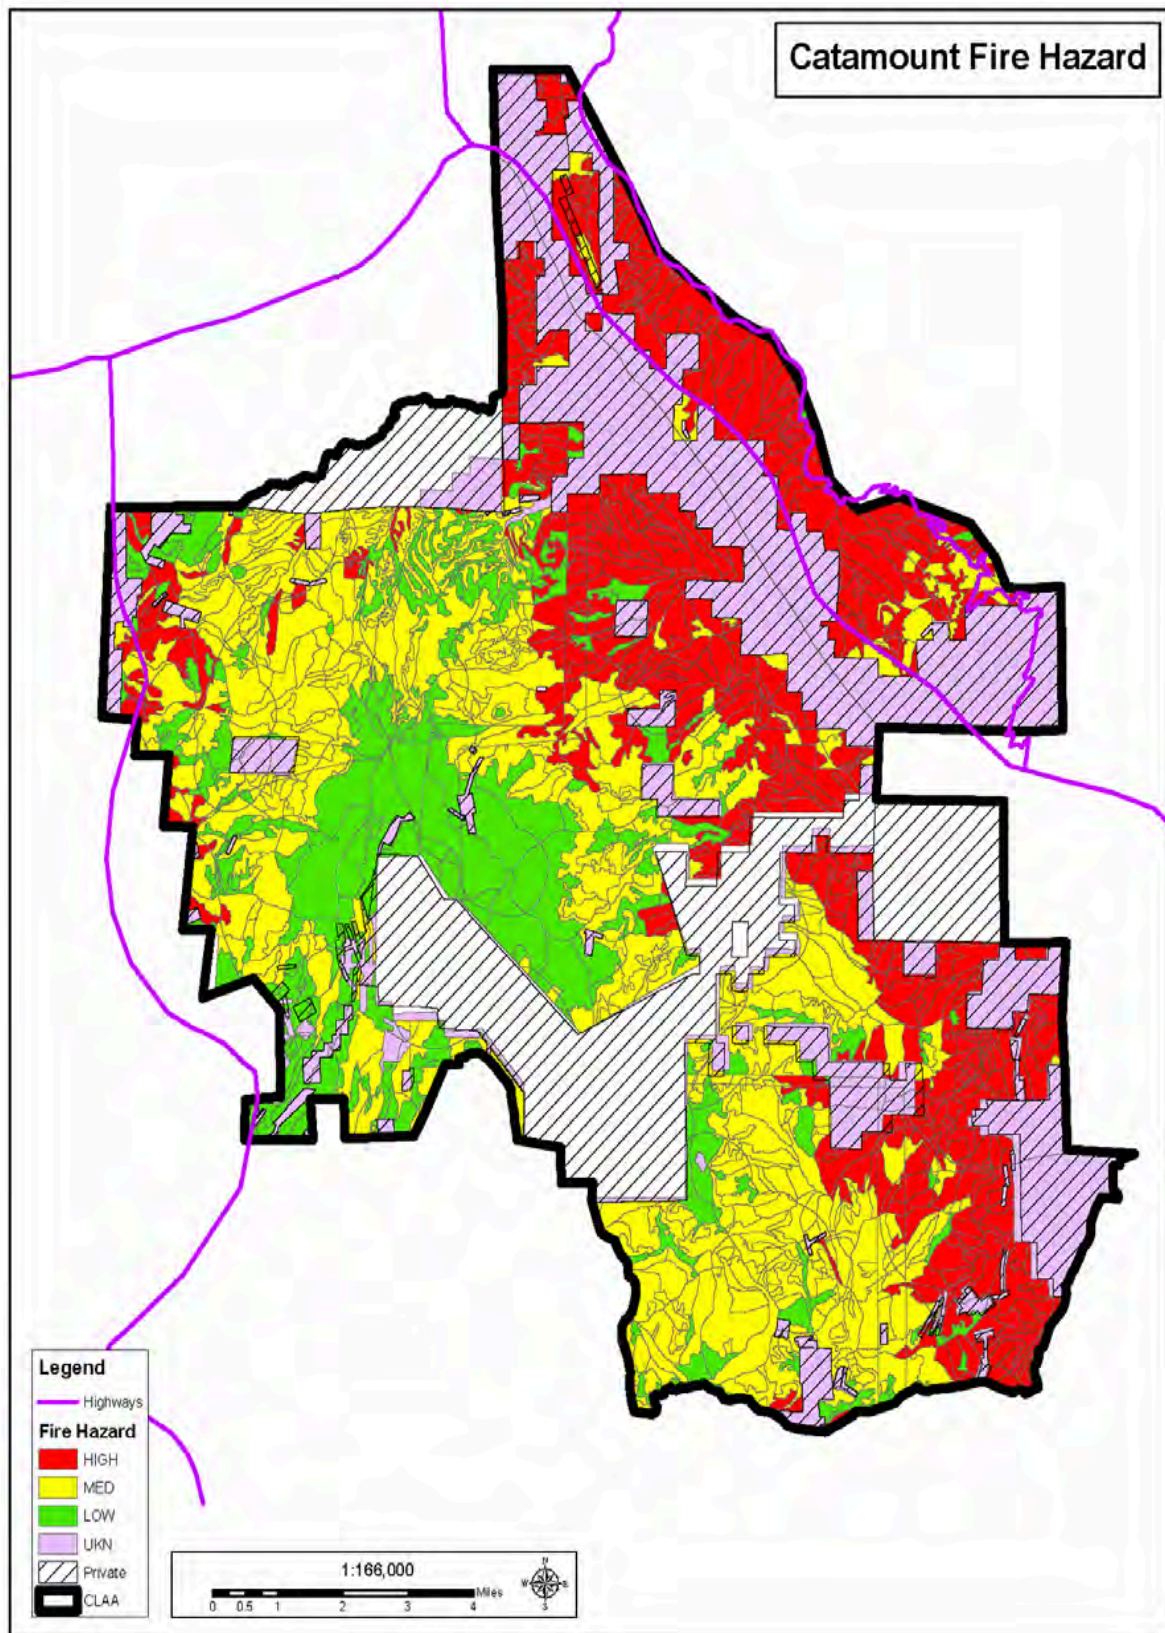 Catamount Fire Hazard
Legend
Highways
Fire Hazard
HIGH
MED
LOW
UKN
Private
CLAA
1:166,000
Miles
0 0.5 1 2 3 4
N
W E
S